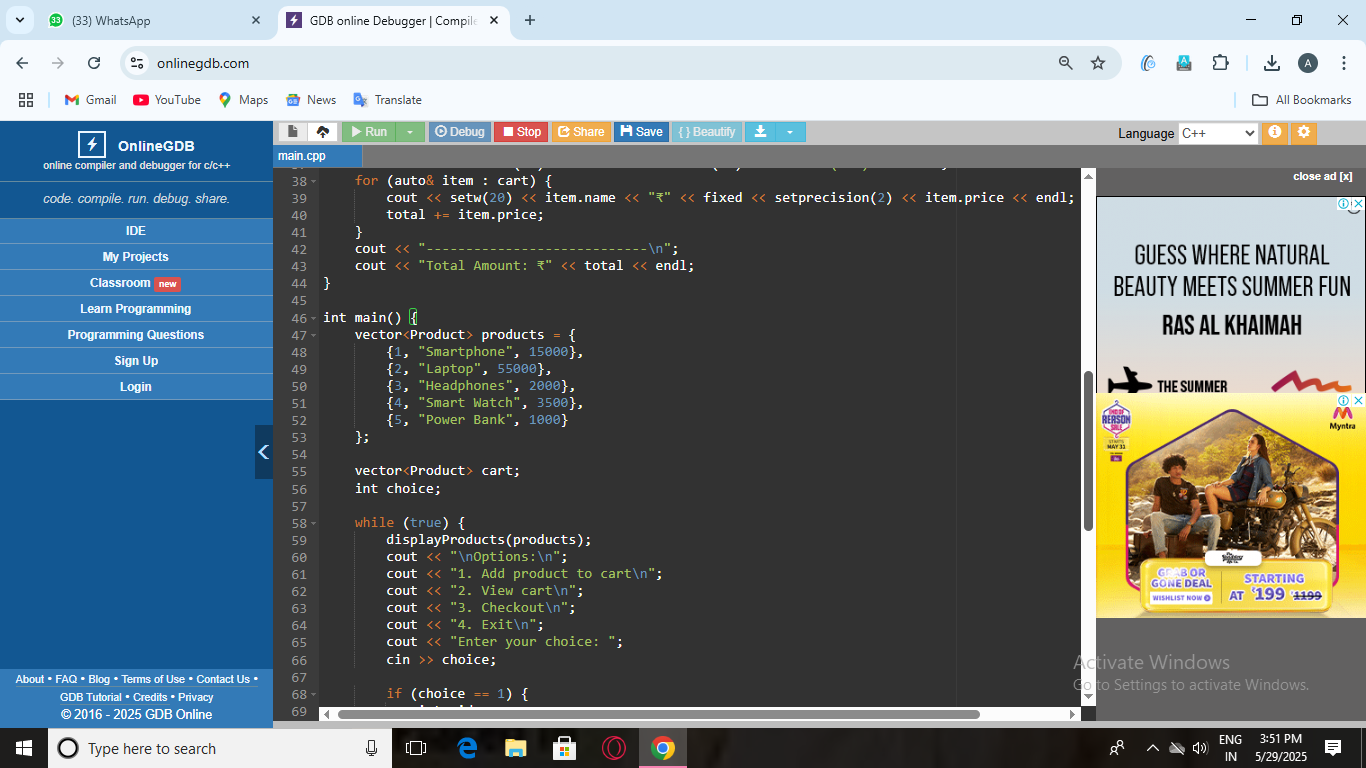 (33) WhatsApp
GDB online Debugger | Compile
onlinegdb.com
A
Gmail
YouTube
Maps
News
Translate
All Bookmarks
OnlineGDB
online compiler and debugger for c/c++
code. compile. run. debug. share.
IDE
My Projects
Classroom new
Learn Programming
Programming Questions
Sign Up
Login
About • FAQ • Blog • Terms of Use • Contact Us •
GDB Tutorial • Credits • Privacy
© 2016 - 2025 GDB Online
Run
Debug
Stop
Share
Save
{ } Beautify
Language C++
main.cpp
38 for (auto& item : cart) {
39 cout << setw(20) << item.name << "₹" << fixed << setprecision(2) << item.price << endl;
40 total += item.price;
41 }
42 cout << "----------------------------\n";
43 cout << "Total Amount: ₹" << total << endl;
44 }
45
46 int main() {
47 vector<Product> products = {
48 {1, "Smartphone", 15000},
49 {2, "Laptop", 55000},
50 {3, "Headphones", 2000},
51 {4, "Smart Watch", 3500},
52 {5, "Power Bank", 1000}
53 };
54
55 vector<Product> cart;
56 int choice;
57
58 while (true) {
59 displayProducts(products);
60 cout << "\nOptions:\n";
61 cout << "1. Add product to cart\n";
62 cout << "2. View cart\n";
63 cout << "3. Checkout\n";
64 cout << "4. Exit\n";
65 cout << "Enter your choice: ";
66 cin >> choice;
67
68 if (choice == 1) {
69
close ad [x]
GUESS WHERE NATURAL
BEAUTY MEETS SUMMER FUN
RAS AL KHAIMAH
THE SUMMER
END OF
REASON
SALE
STARTS
MAY 31
Myntra
GRAB OR
GONE DEAL
WISHLIST NOW
STARTING
AT ₹199 1199
Activate Windows
Go to Settings to activate Windows.
Type here to search
ENG
IN
3:51 PM
5/29/2025